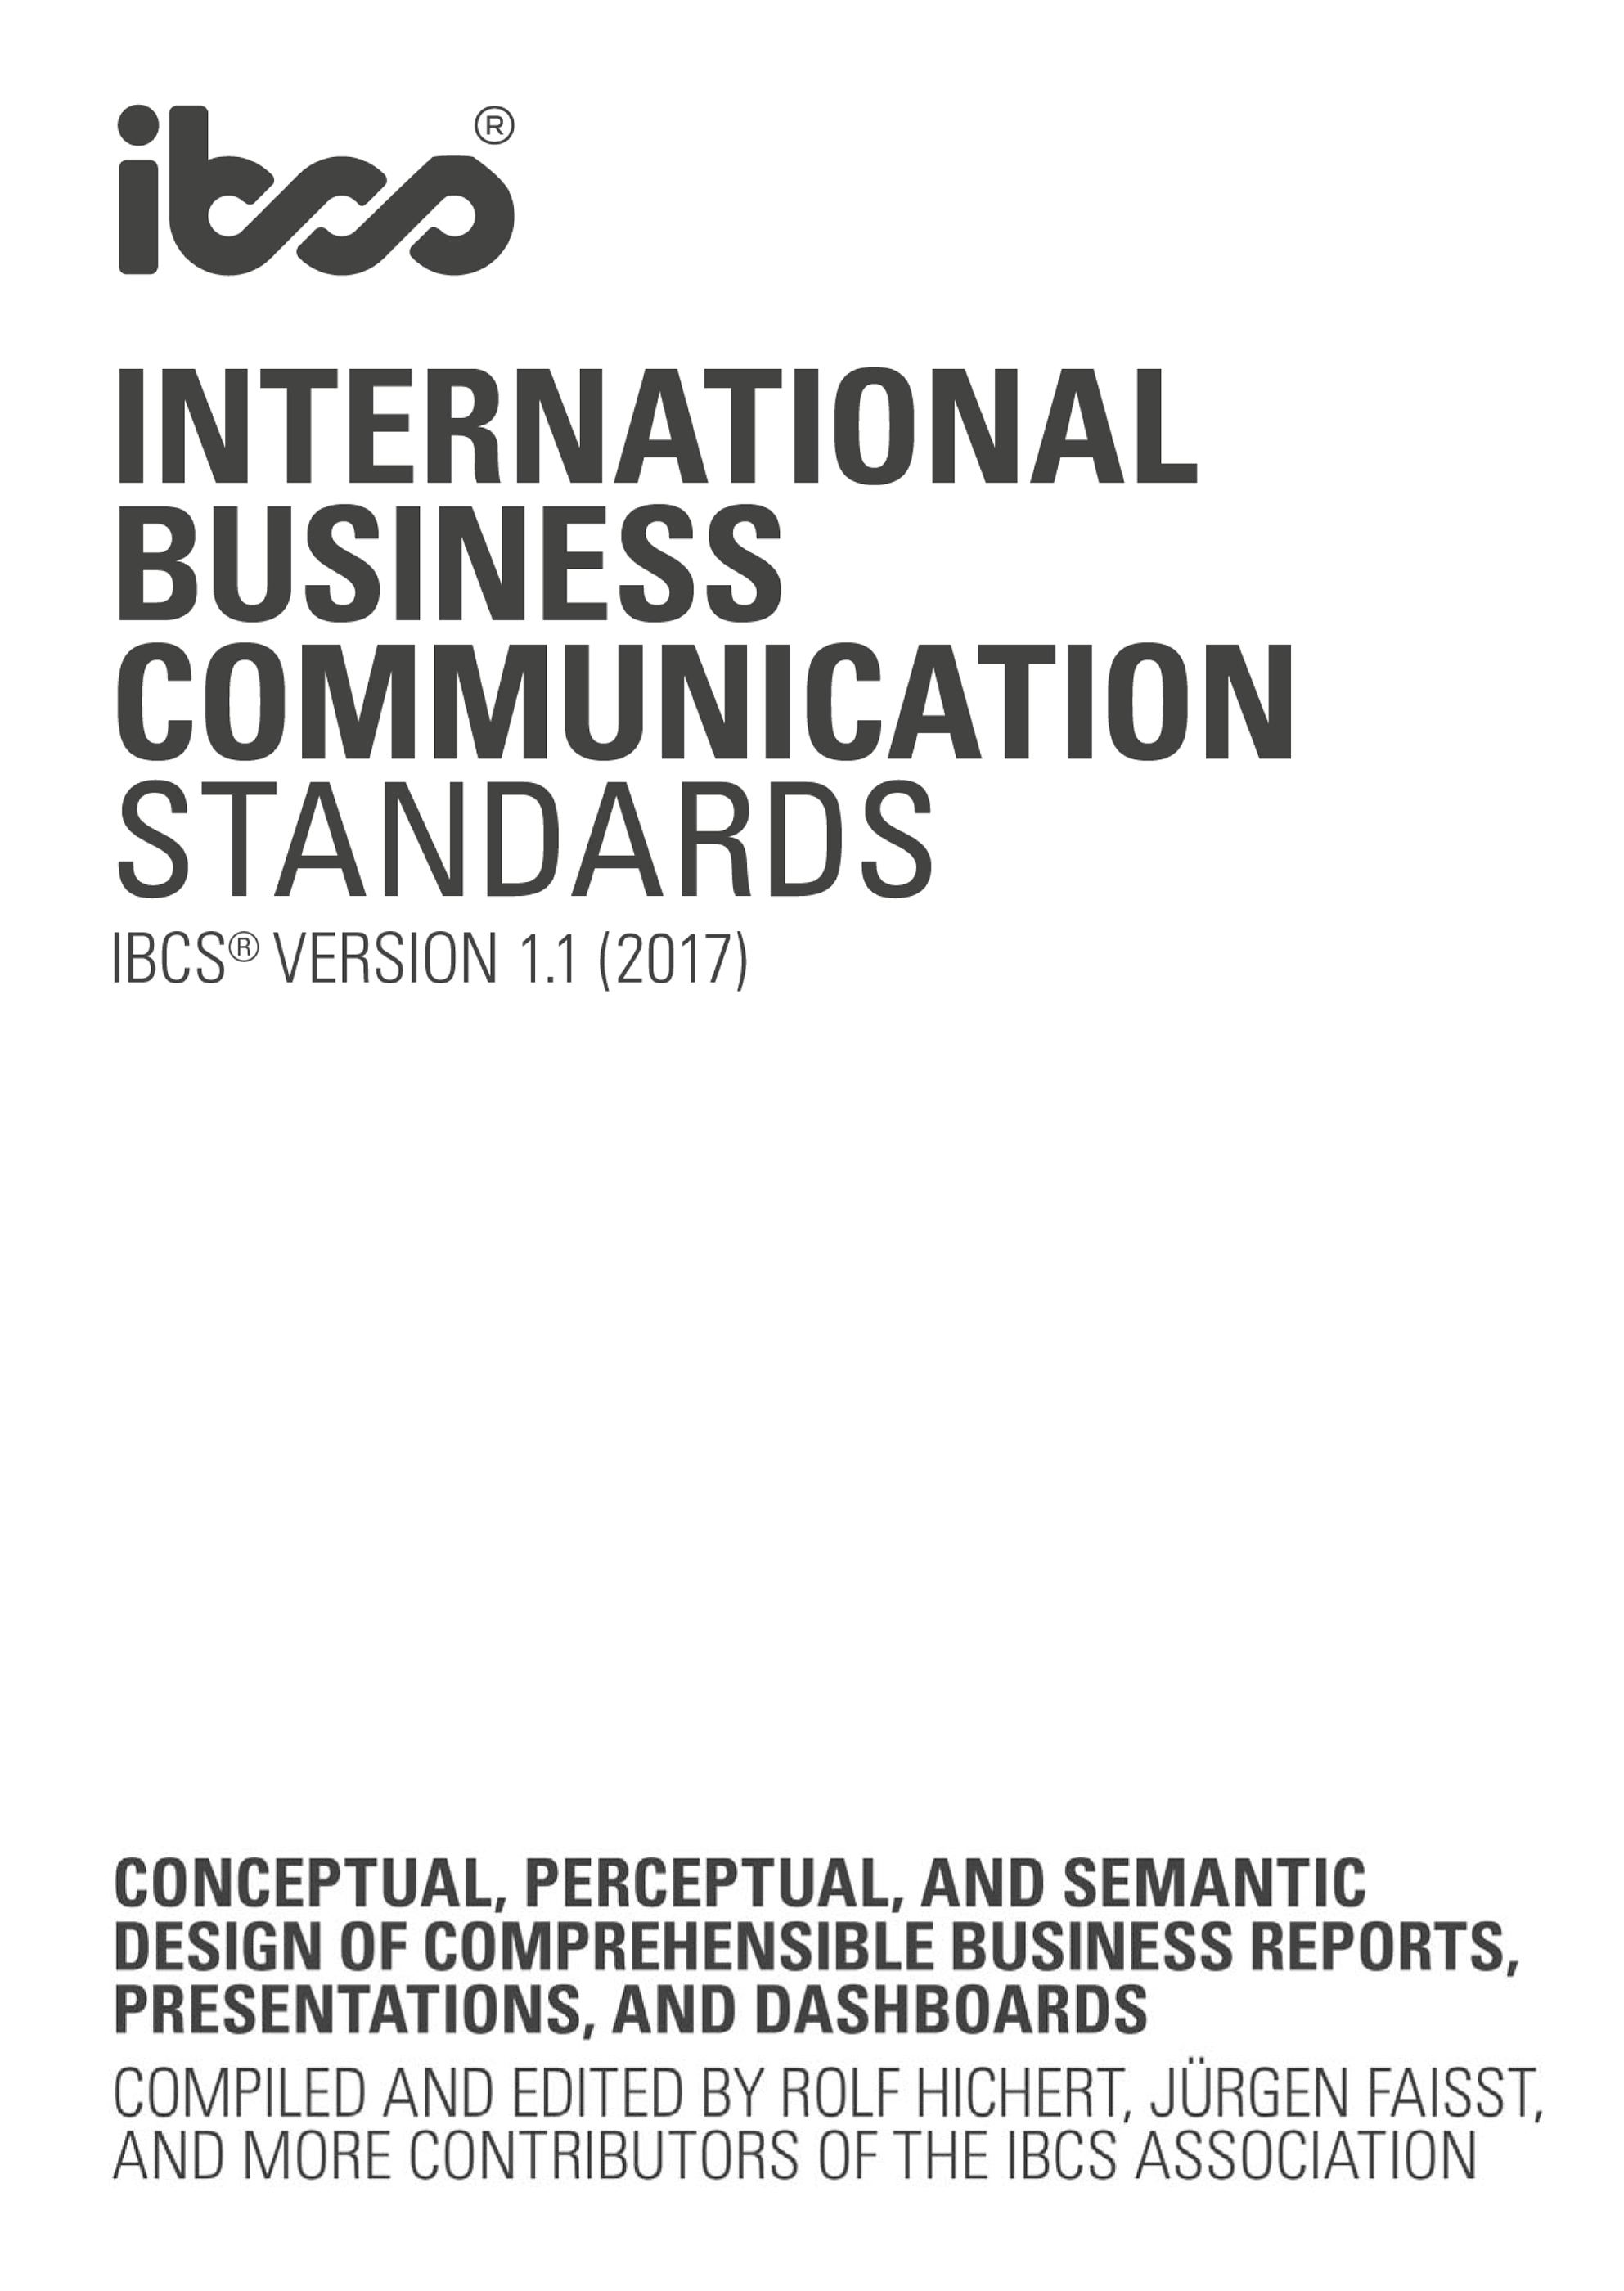 ibcs®
INTERNATIONAL
BUSINESS
COMMUNICATION
STANDARDS
IBCS® VERSION 1.1 (2017)
CONCEPTUAL, PERCEPTUAL, AND SEMANTIC
DESIGN OF COMPREHENSIBLE BUSINESS REPORTS,
PRESENTATIONS, AND DASHBOARDS
COMPILED AND EDITED BY ROLF HICHERT, JÜRGEN FAISST,
AND MORE CONTRIBUTORS OF THE IBCS ASSOCIATION